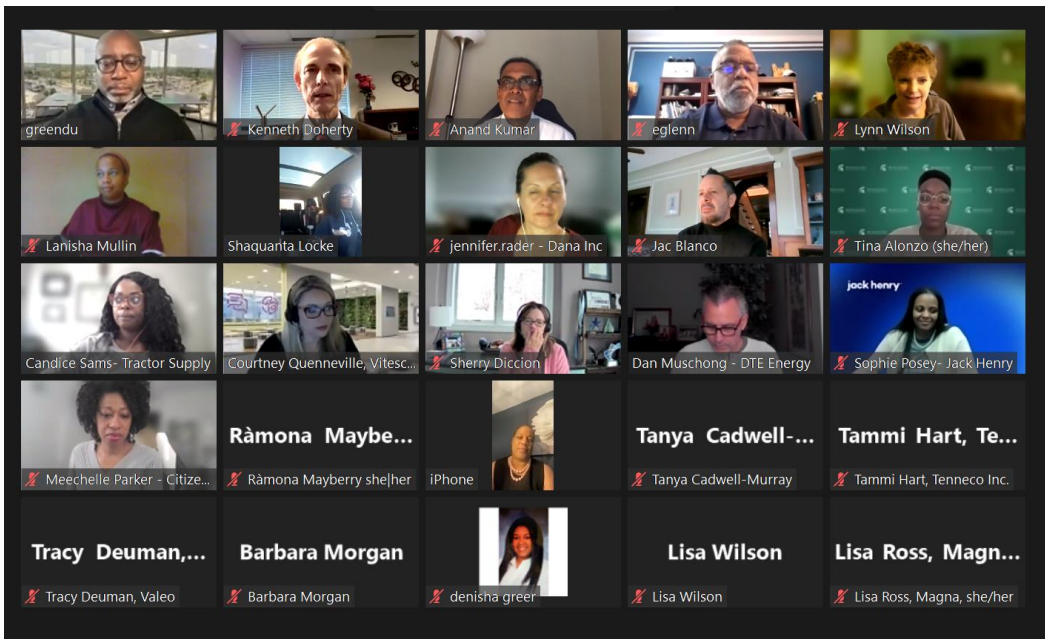 greendu
Kenneth Doherty
Anand Kumar
eglenn
Lynn Wilson
Lanisha Mullin
Shaquanta Locke
jennifer.rader - Dana Inc
Jac Blanco
Tina Alonzo (she/her)
jack henry
Candice Sams- Tractor Supply
Courtney Quenneville, Vitesc...
Sherry Diccion
Dan Muschong - DTE Energy
Sophie Posey- Jack Henry
Ràmona Maybe...
Tanya Cadwell-...
Tammi Hart, Te...
Meechelle Parker - Citize...
Ràmona Mayberry she|her
iPhone
Tanya Cadwell-Murray
Tammi Hart, Tenneco Inc.
Tracy Deuman,...
Barbara Morgan
Lisa Wilson
Lisa Ross, Magn...
Tracy Deuman, Valeo
Barbara Morgan
denisha greer
Lisa Wilson
Lisa Ross, Magna, she/her